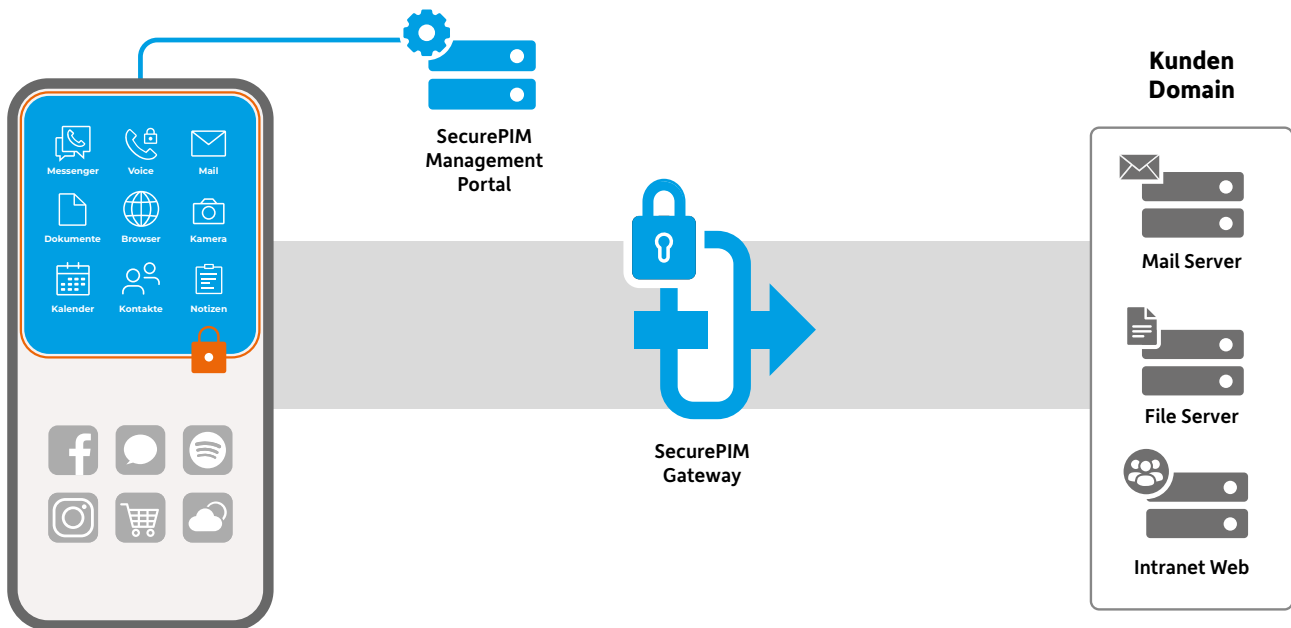 Kunden
Domain
SecurePIM
Management
Portal
Messenger
Voice
Mail
Dokumente
Browser
Kamera
Kalender
Kontakte
Notizen
Mail Server
File Server
SecurePIM
Gateway
Intranet Web